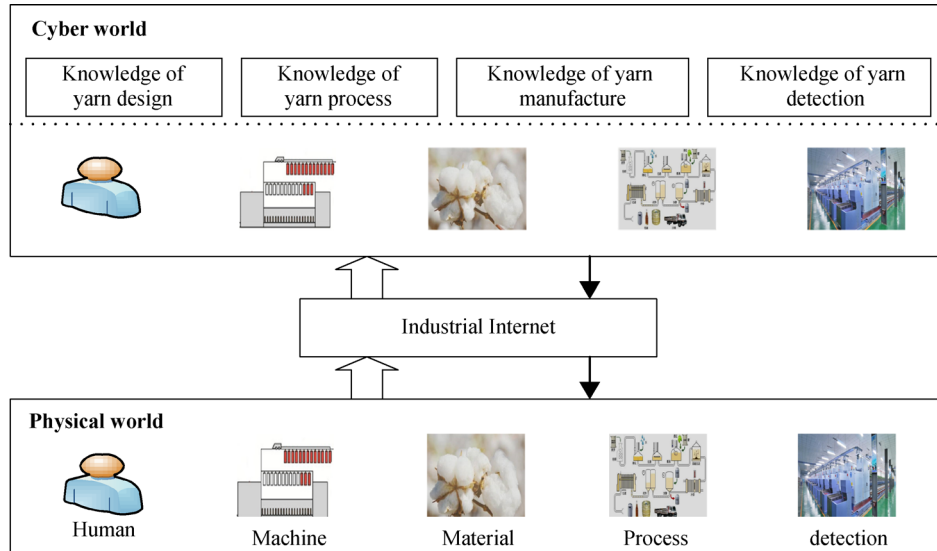 Cyber world
Knowledge of
yarn design
Knowledge of
yarn process
Knowledge of yarn
manufacture
Knowledge of yarn
detection
Industrial Internet
Physical world
Human
Machine
Material
Process
detection